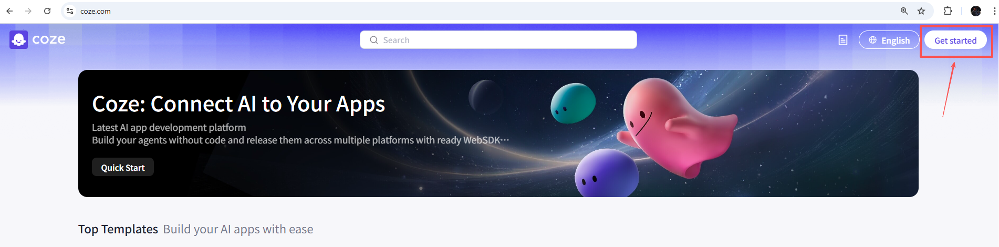 coze.com
coze
Search
English
Get started
Coze: Connect AI to Your Apps
Latest AI app development platform
Build your agents without code and release them across multiple platforms with ready WebSDK···
Quick Start
Top Templates Build your AI apps with ease